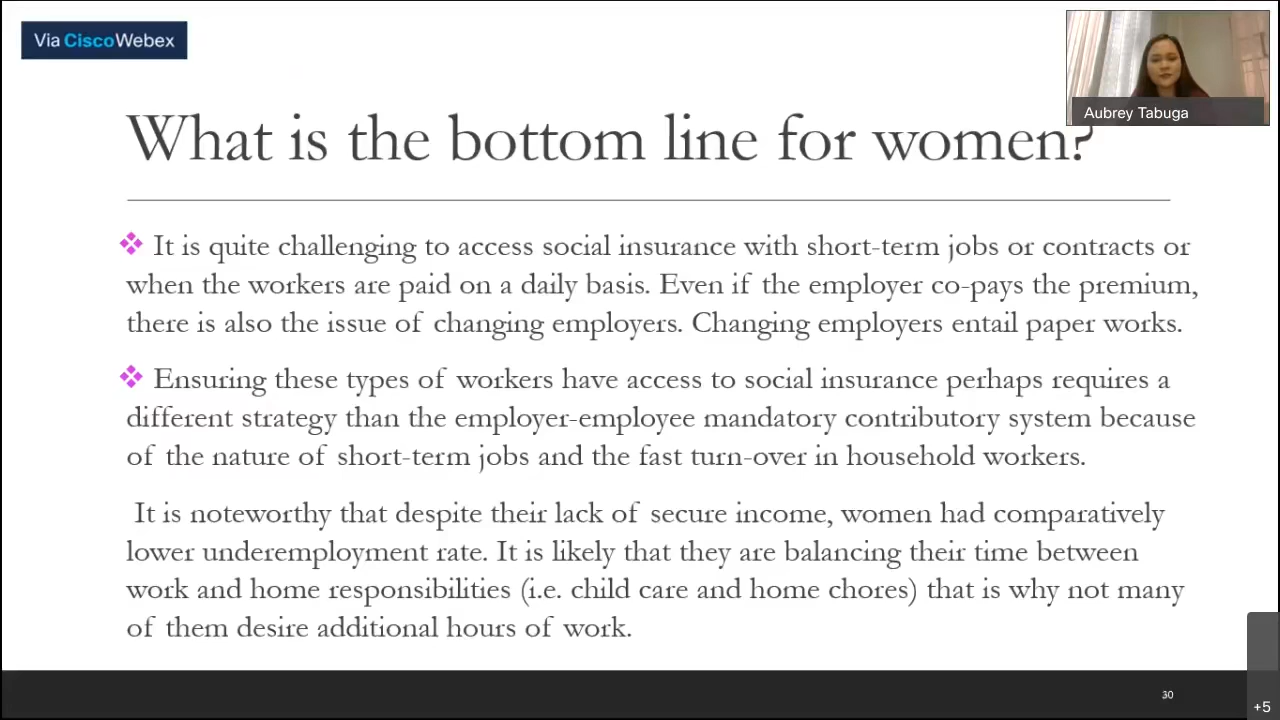 Via CiscoWebex
Aubrey Tabuga
What is the bottom line for women?
It is quite challenging to access social insurance with short-term jobs or contracts or
when the workers are paid on a daily basis. Even if the employer co-pays the premium,
there is also the issue of changing employers. Changing employers entail paper works.
Ensuring these types of workers have access to social insurance perhaps requires a
different strategy than the employer-employee mandatory contributory system because
of the nature of short-term jobs and the fast turn-over in household workers.
It is noteworthy that despite their lack of secure income, women had comparatively
lower underemployment rate. It is likely that they are balancing their time between
work and home responsibilities (i.e. child care and home chores) that is why not many
of them desire additional hours of work.
30
+5